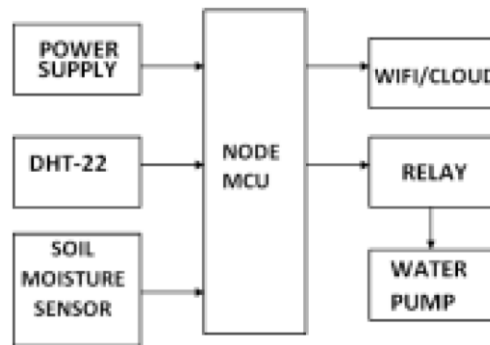 POWER
SUPPLY
DHT-22
SOIL
MOISTURE
SENSOR
NODE
MCU
WIFI/CLOUD
RELAY
WATER
PUMP